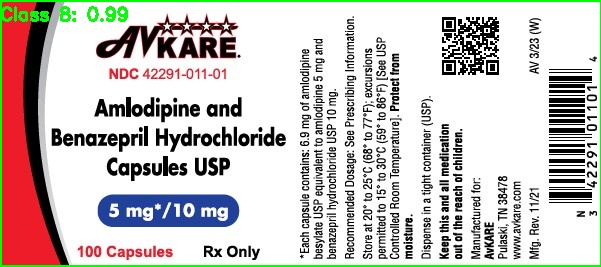 Class 8: 0.99
AVKARE
NDC 42291-011-01
Amlodipine and
Benazepril Hydrochloride
Capsules USP
5 mg*/10 mg
100 Capsules Rx Only
*Each capsule contains: 6.9 mg of amlodipine
besylate USP equivalent to amlodipine 5 mg and
benazepril hydrochloride USP 10 mg.
Recommended Dosage: See Prescribing Information.
Store at 20° to 25°C (68° to 77°F); excursions
permitted to 15° to 30°C (59° to 86°F) [See USP
Controlled Room Temperature]. Protect from
moisture.
Dispense in a tight container (USP).
Keep this and all medication
out of the reach of children.
Manufactured for:
AvKARE
Pulaski, TN 38478
www.avkare.com
Mfg. Rev. 11/21
AV 3/23 (W)
N
3 42291 01101 4